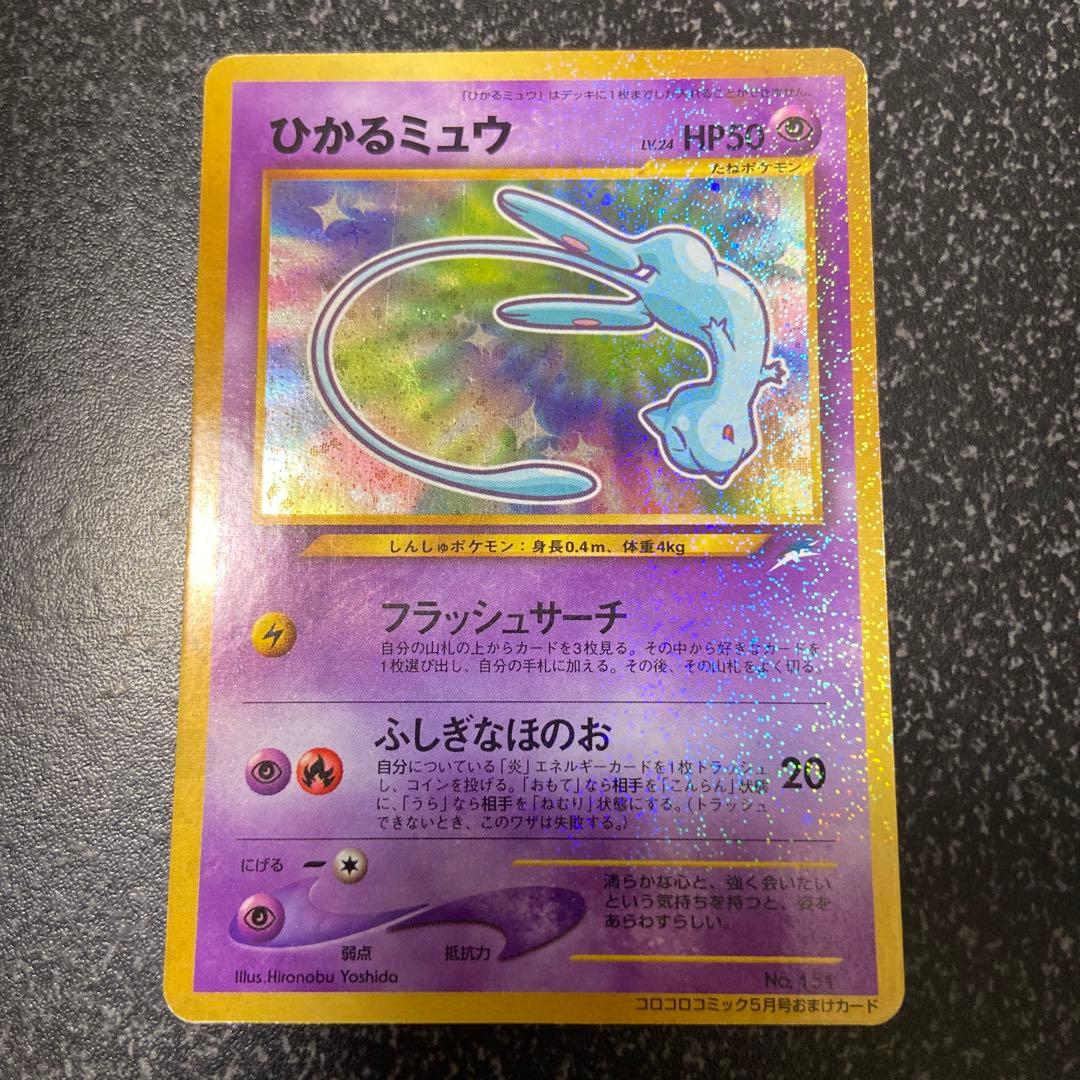 「ひかるミュウ」はデッキに1枚までしか入れることができません。
ひかるミュウ
LV.24 HP50
たねポケモン
しんしゅポケモン：身長0.4m、体重4kg
フラッシュサーチ
自分の山札の上からカードを3枚見る。その中から好きなカードを
1枚選び出し、自分の手札に加える。その後、その山札をよく切る。
ふしぎなほのお
20
自分についている「炎」エネルギーカードを1枚トラッシュ
し、コインを投げる。「おもて」なら相手を「こんらん」状態
に、「うら」なら相手を「ねむり」状態にする。（トラッシュ
できないとき、このワザは失敗する。）
にげる
清らかな心と、強く会いたい
という気持ちを持つと、姿を
あらわすらしい。
弱点
抵抗力
Illus.Hironobu Yoshida
No. 151
コロコロコミック5月号おまけカード